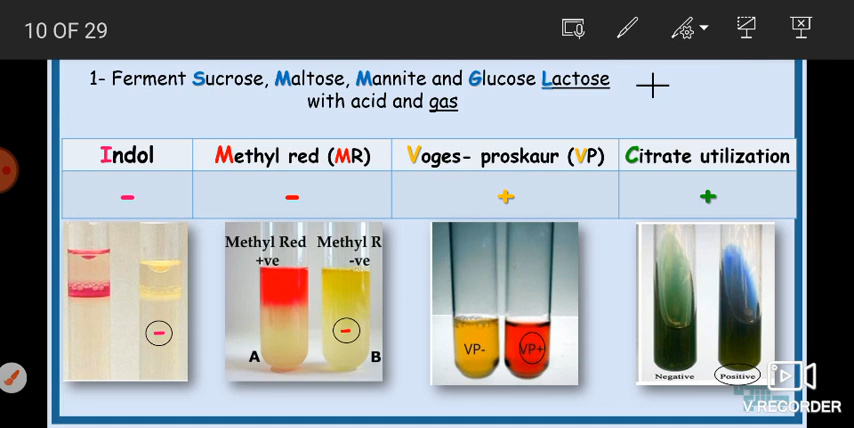 10 OF 29
1- Ferment Sucrose, Maltose, Mannite and Glucose Lactose +
with acid and gas
Indol Methyl red (MR) Voges- proskaur (VP) Citrate utilization
- - + +
Methyl Red Methyl R
+ve -ve
- - VP- VP+
A B
Negative Positive
V.RECORDER